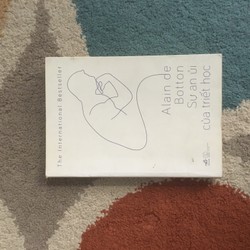 The International Bestseller
Alain de
Botton
Sự an ủi
của triết học